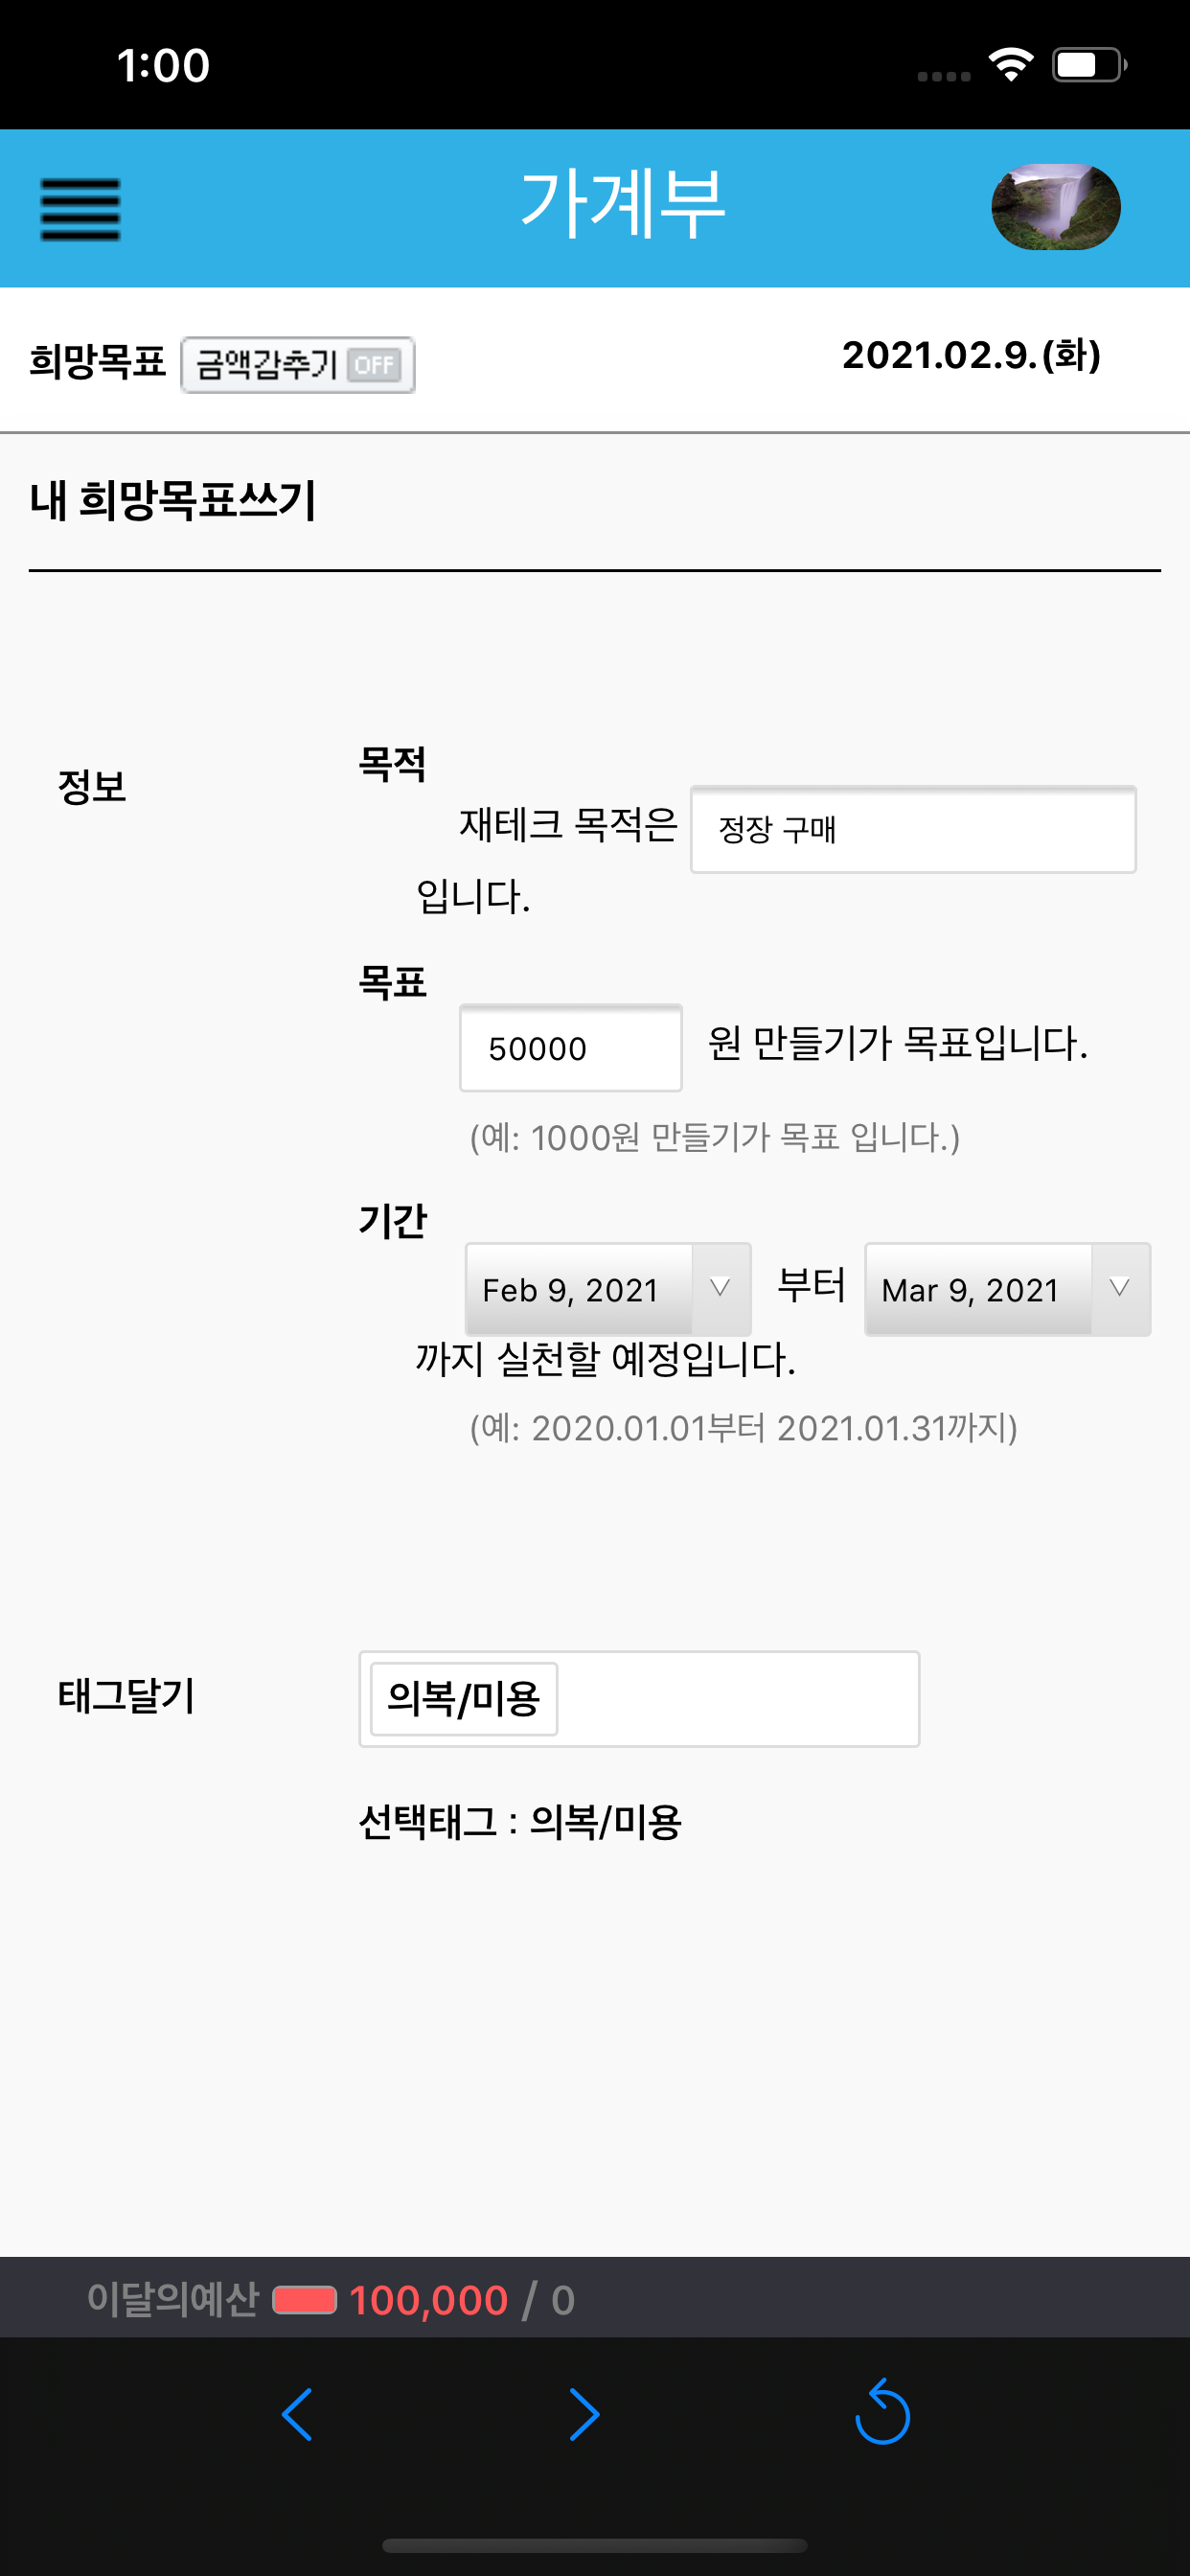 1:00
가계부
희망목표 금액감추기 OFF 2021.02.9.(화)
내 희망목표쓰기
정보
목적
재테크 목적은 정장 구매
입니다.
목표
50000 원 만들기가 목표입니다.
(예: 1000원 만들기가 목표 입니다.)
기간
Feb 9, 2021 부터 Mar 9, 2021
까지 실천할 예정입니다.
(예: 2020.01.01부터 2021.01.31까지)
태그달기 의복/미용
선택태그 : 의복/미용
이달의예산 100,000 / 0